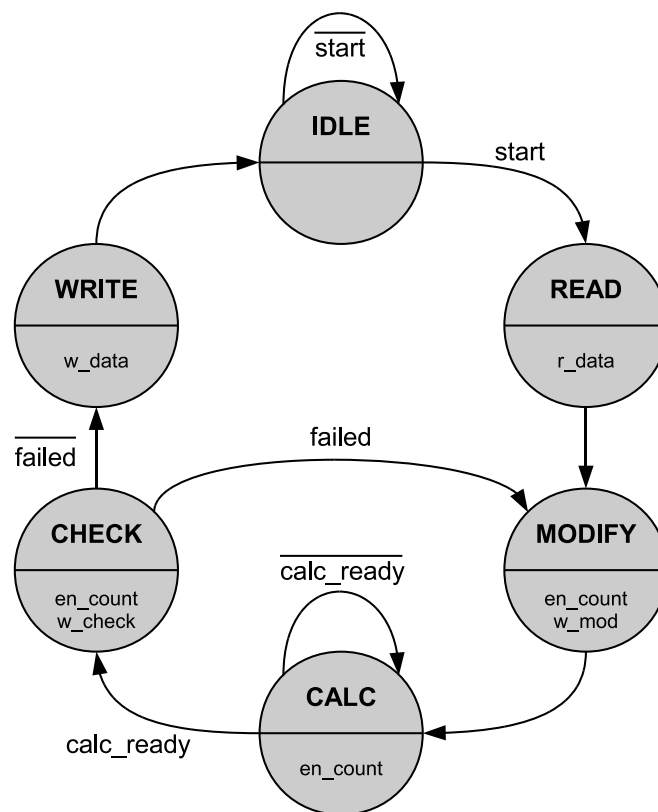 start
IDLE
start
WRITE
w_data
READ
r_data
failed
failed
CHECK
en_count
w_check
MODIFY
en_count
w_mod
calc_ready
CALC
en_count
calc_ready